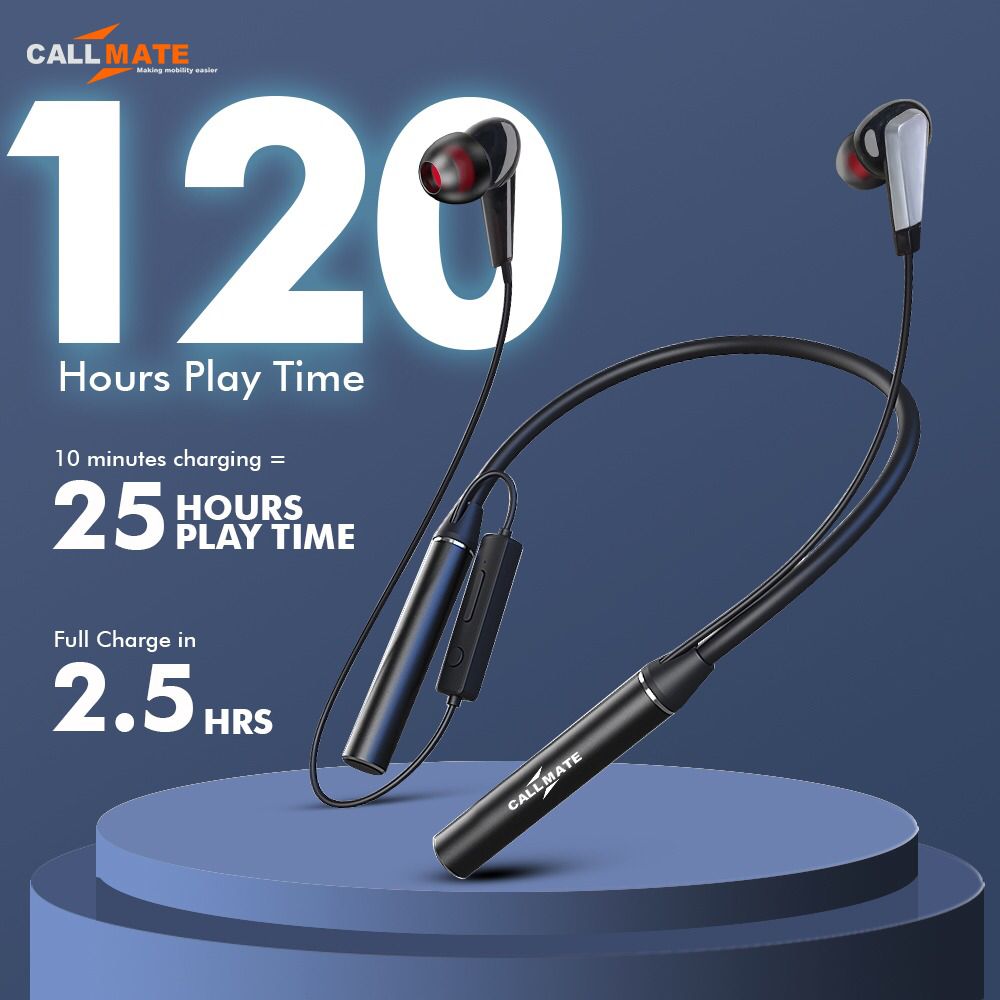 CALLMATE
Making mobility easier
120
Hours Play Time
10 minutes charging =
25 HOURS
PLAY TIME
Full Charge in
2.5 HRS
CALLMATE